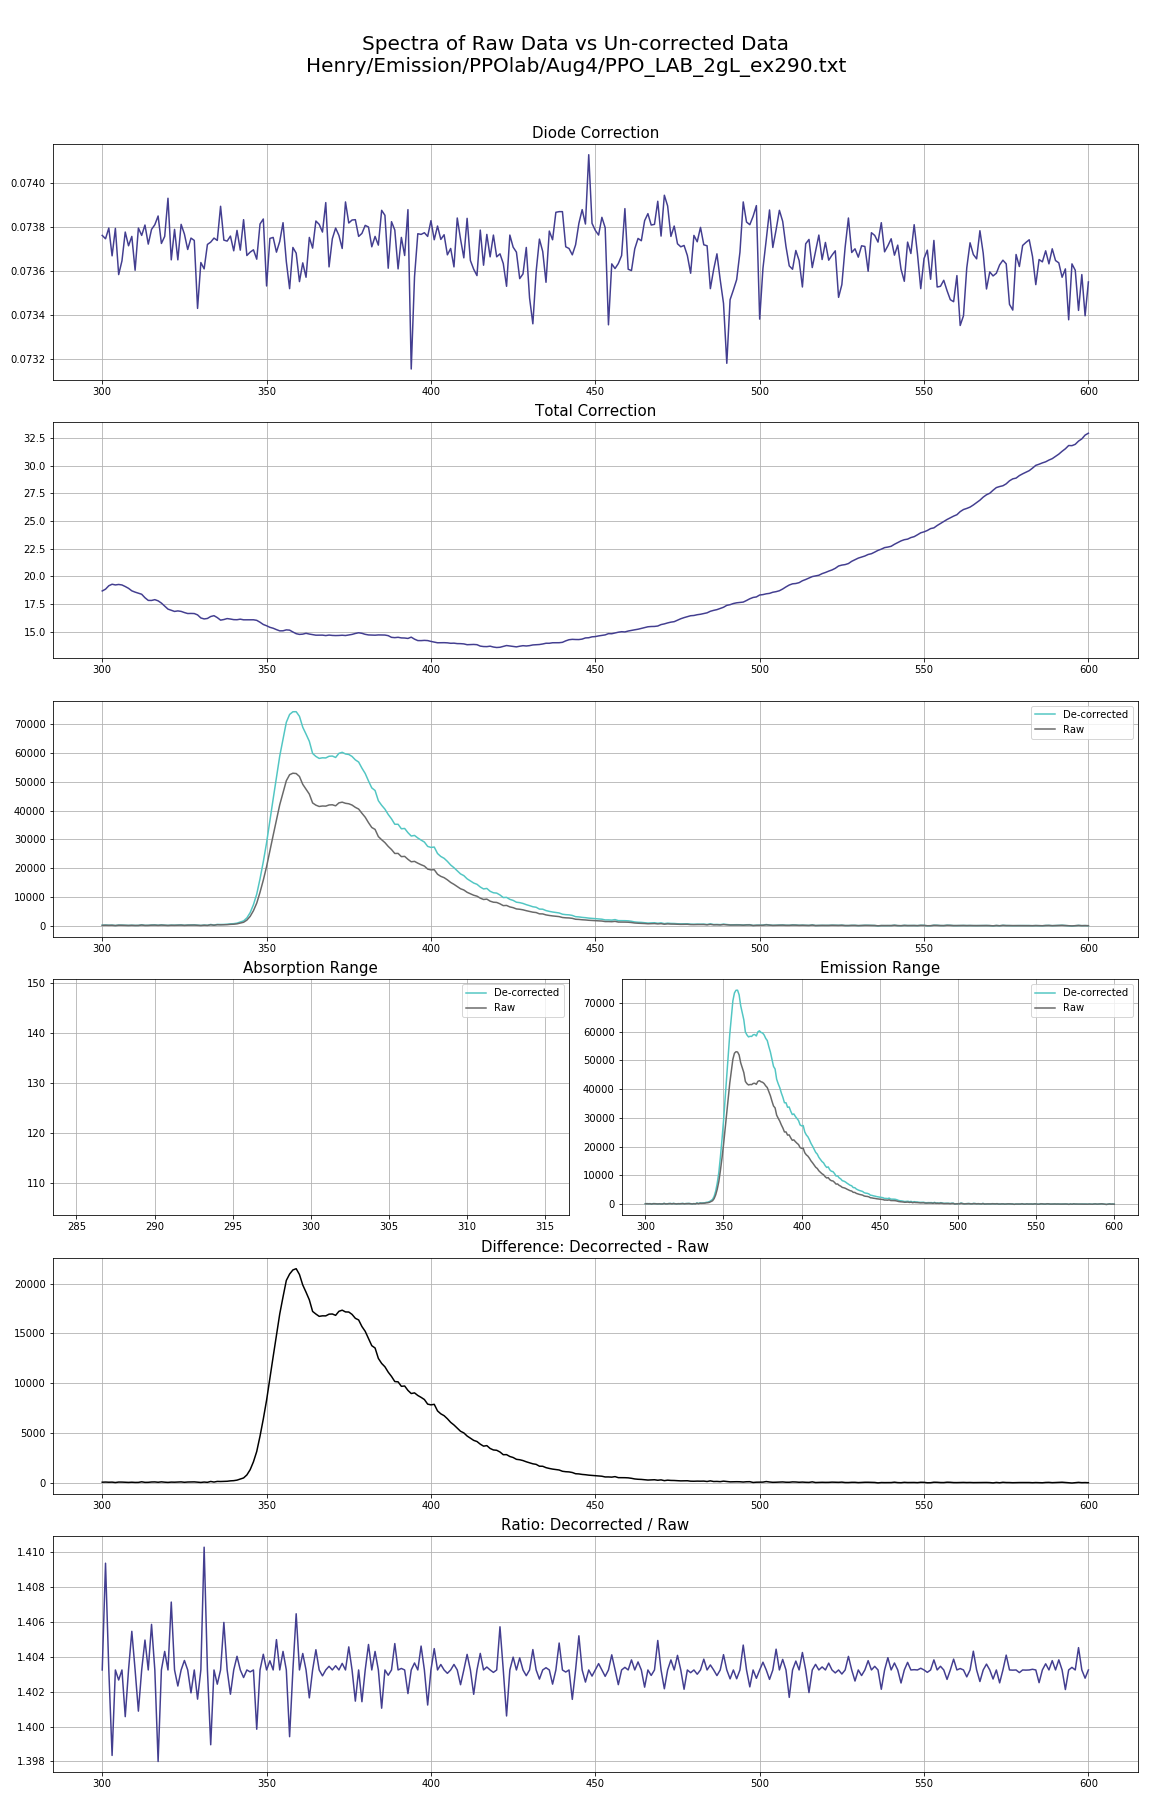 Spectra of Raw Data vs Un-corrected Data
Henry/Emission/PPOlab/Aug4/PPO_LAB_2gL_ex290.txt
Diode Correction
0.0740
0.0738
0.0736
0.0734
0.0732
300 350 400 450 500 550 600
Total Correction
32.5
30.0
27.5
25.0
22.5
20.0
17.5
15.0
300 350 400 450 500 550 600
De-corrected
Raw
70000
60000
50000
40000
30000
20000
10000
0
300 350 400 450 500 550 600
Absorption Range
De-corrected
Raw
150
140
130
120
110
285 290 295 300 305 310 315
Emission Range
De-corrected
Raw
70000
60000
50000
40000
30000
20000
10000
0
300 350 400 450 500 550 600
Difference: Decorrected - Raw
20000
15000
10000
5000
0
300 350 400 450 500 550 600
Ratio: Decorrected / Raw
1.410
1.408
1.406
1.404
1.402
1.400
1.398
300 350 400 450 500 550 600